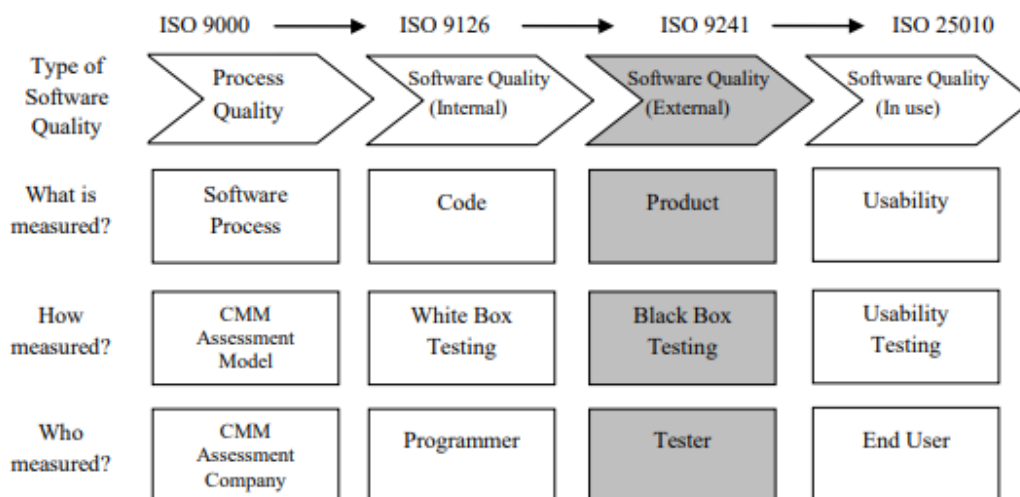 ISO 9000 ISO 9126 ISO 9241 ISO 25010
Type of
Software
Quality
Process
Quality
Software Quality
(Internal)
Software Quality
(External)
Software Quality
(In use)
What is
measured?
Software
Process
Code
Product
Usability
How
measured?
CMM
Assessment
Model
White Box
Testing
Black Box
Testing
Usability
Testing
Who
measured?
CMM
Assessment
Company
Programmer
Tester
End User